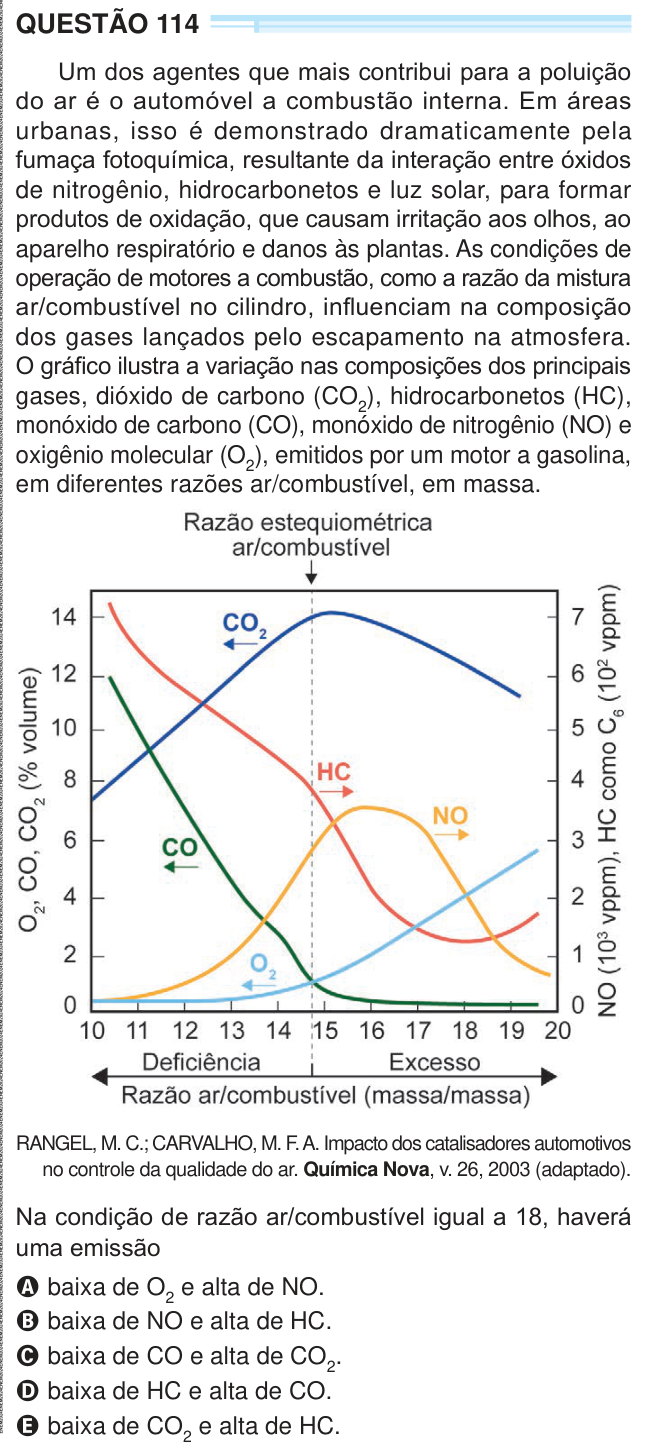 QUESTÃO 114
Um dos agentes que mais contribui para a poluição
do ar é o automóvel a combustão interna. Em áreas
urbanas, isso é demonstrado dramaticamente pela
fumaça fotoquímica, resultante da interação entre óxidos
de nitrogênio, hidrocarbonetos e luz solar, para formar
produtos de oxidação, que causam irritação aos olhos, ao
aparelho respiratório e danos às plantas. As condições de
operação de motores a combustão, como a razão da mistura
ar/combustível no cilindro, influenciam na composição
dos gases lançados pelo escapamento na atmosfera.
O gráfico ilustra a variação nas composições dos principais
gases, dióxido de carbono (CO₂), hidrocarbonetos (HC),
monóxido de carbono (CO), monóxido de nitrogênio (NO) e
oxigênio molecular (O₂), emitidos por um motor a gasolina,
em diferentes razões ar/combustível, em massa.
Razão estequiométrica
ar/combustível
O₂, CO, CO₂ (% volume)
14
12
10
8
6
4
2
0
CO₂
HC
NO
CO
O₂
7
6
5
4
3
2
1
0
NO (10³ vppm), HC como C₆ (10² vppm)
10 11 12 13 14 15 16 17 18 19 20
Deficiência Excesso
Razão ar/combustível (massa/massa)
RANGEL, M. C.; CARVALHO, M. F. A. Impacto dos catalisadores automotivos
no controle da qualidade do ar. Química Nova, v. 26, 2003 (adaptado).
Na condição de razão ar/combustível igual a 18, haverá
uma emissão
A baixa de O₂ e alta de NO.
B baixa de NO e alta de HC.
C baixa de CO e alta de CO₂.
D baixa de HC e alta de CO.
E baixa de CO₂ e alta de HC.